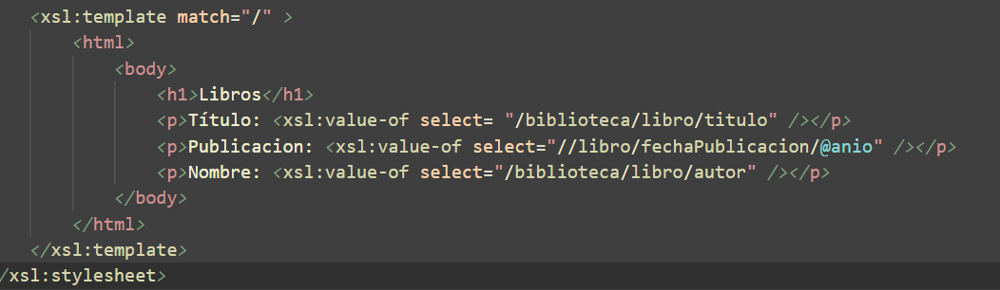 <xsl:template match="/" >
<html>
<body>
<h1>Libros</h1>
<p>Título: <xsl:value-of select= "/biblioteca/libro/titulo" /></p>
<p>Publicacion: <xsl:value-of select="//libro/fechaPublicacion/@anio" /></p>
<p>Nombre: <xsl:value-of select="/biblioteca/libro/autor" /></p>
</body>
</html>
</xsl:template>
/xsl:stylesheet>